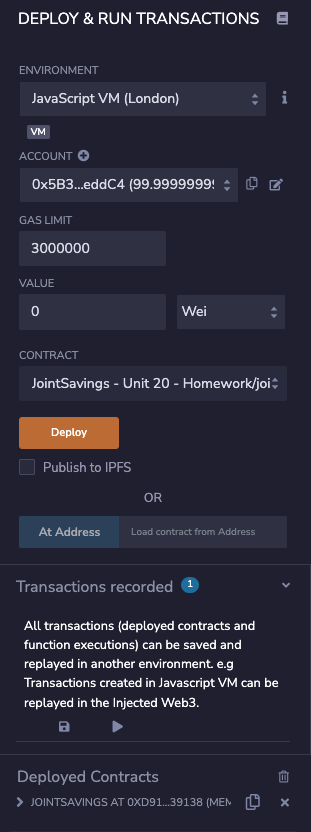 DEPLOY & RUN TRANSACTIONS
ENVIRONMENT
JavaScript VM (London)
VM
ACCOUNT
0x5B3...eddC4 (99.9999999
GAS LIMIT
3000000
VALUE
0
Wei
CONTRACT
JointSavings - Unit 20 - Homework/joi
Deploy
Publish to IPFS
OR
At Address
Load contract from Address
Transactions recorded 1
All transactions (deployed contracts and
function executions) can be saved and
replayed in another environment. e.g
Transactions created in Javascript VM can be
replayed in the Injected Web3.
Deployed Contracts
JOINTSAVINGS AT 0XD91...39138 (MEM